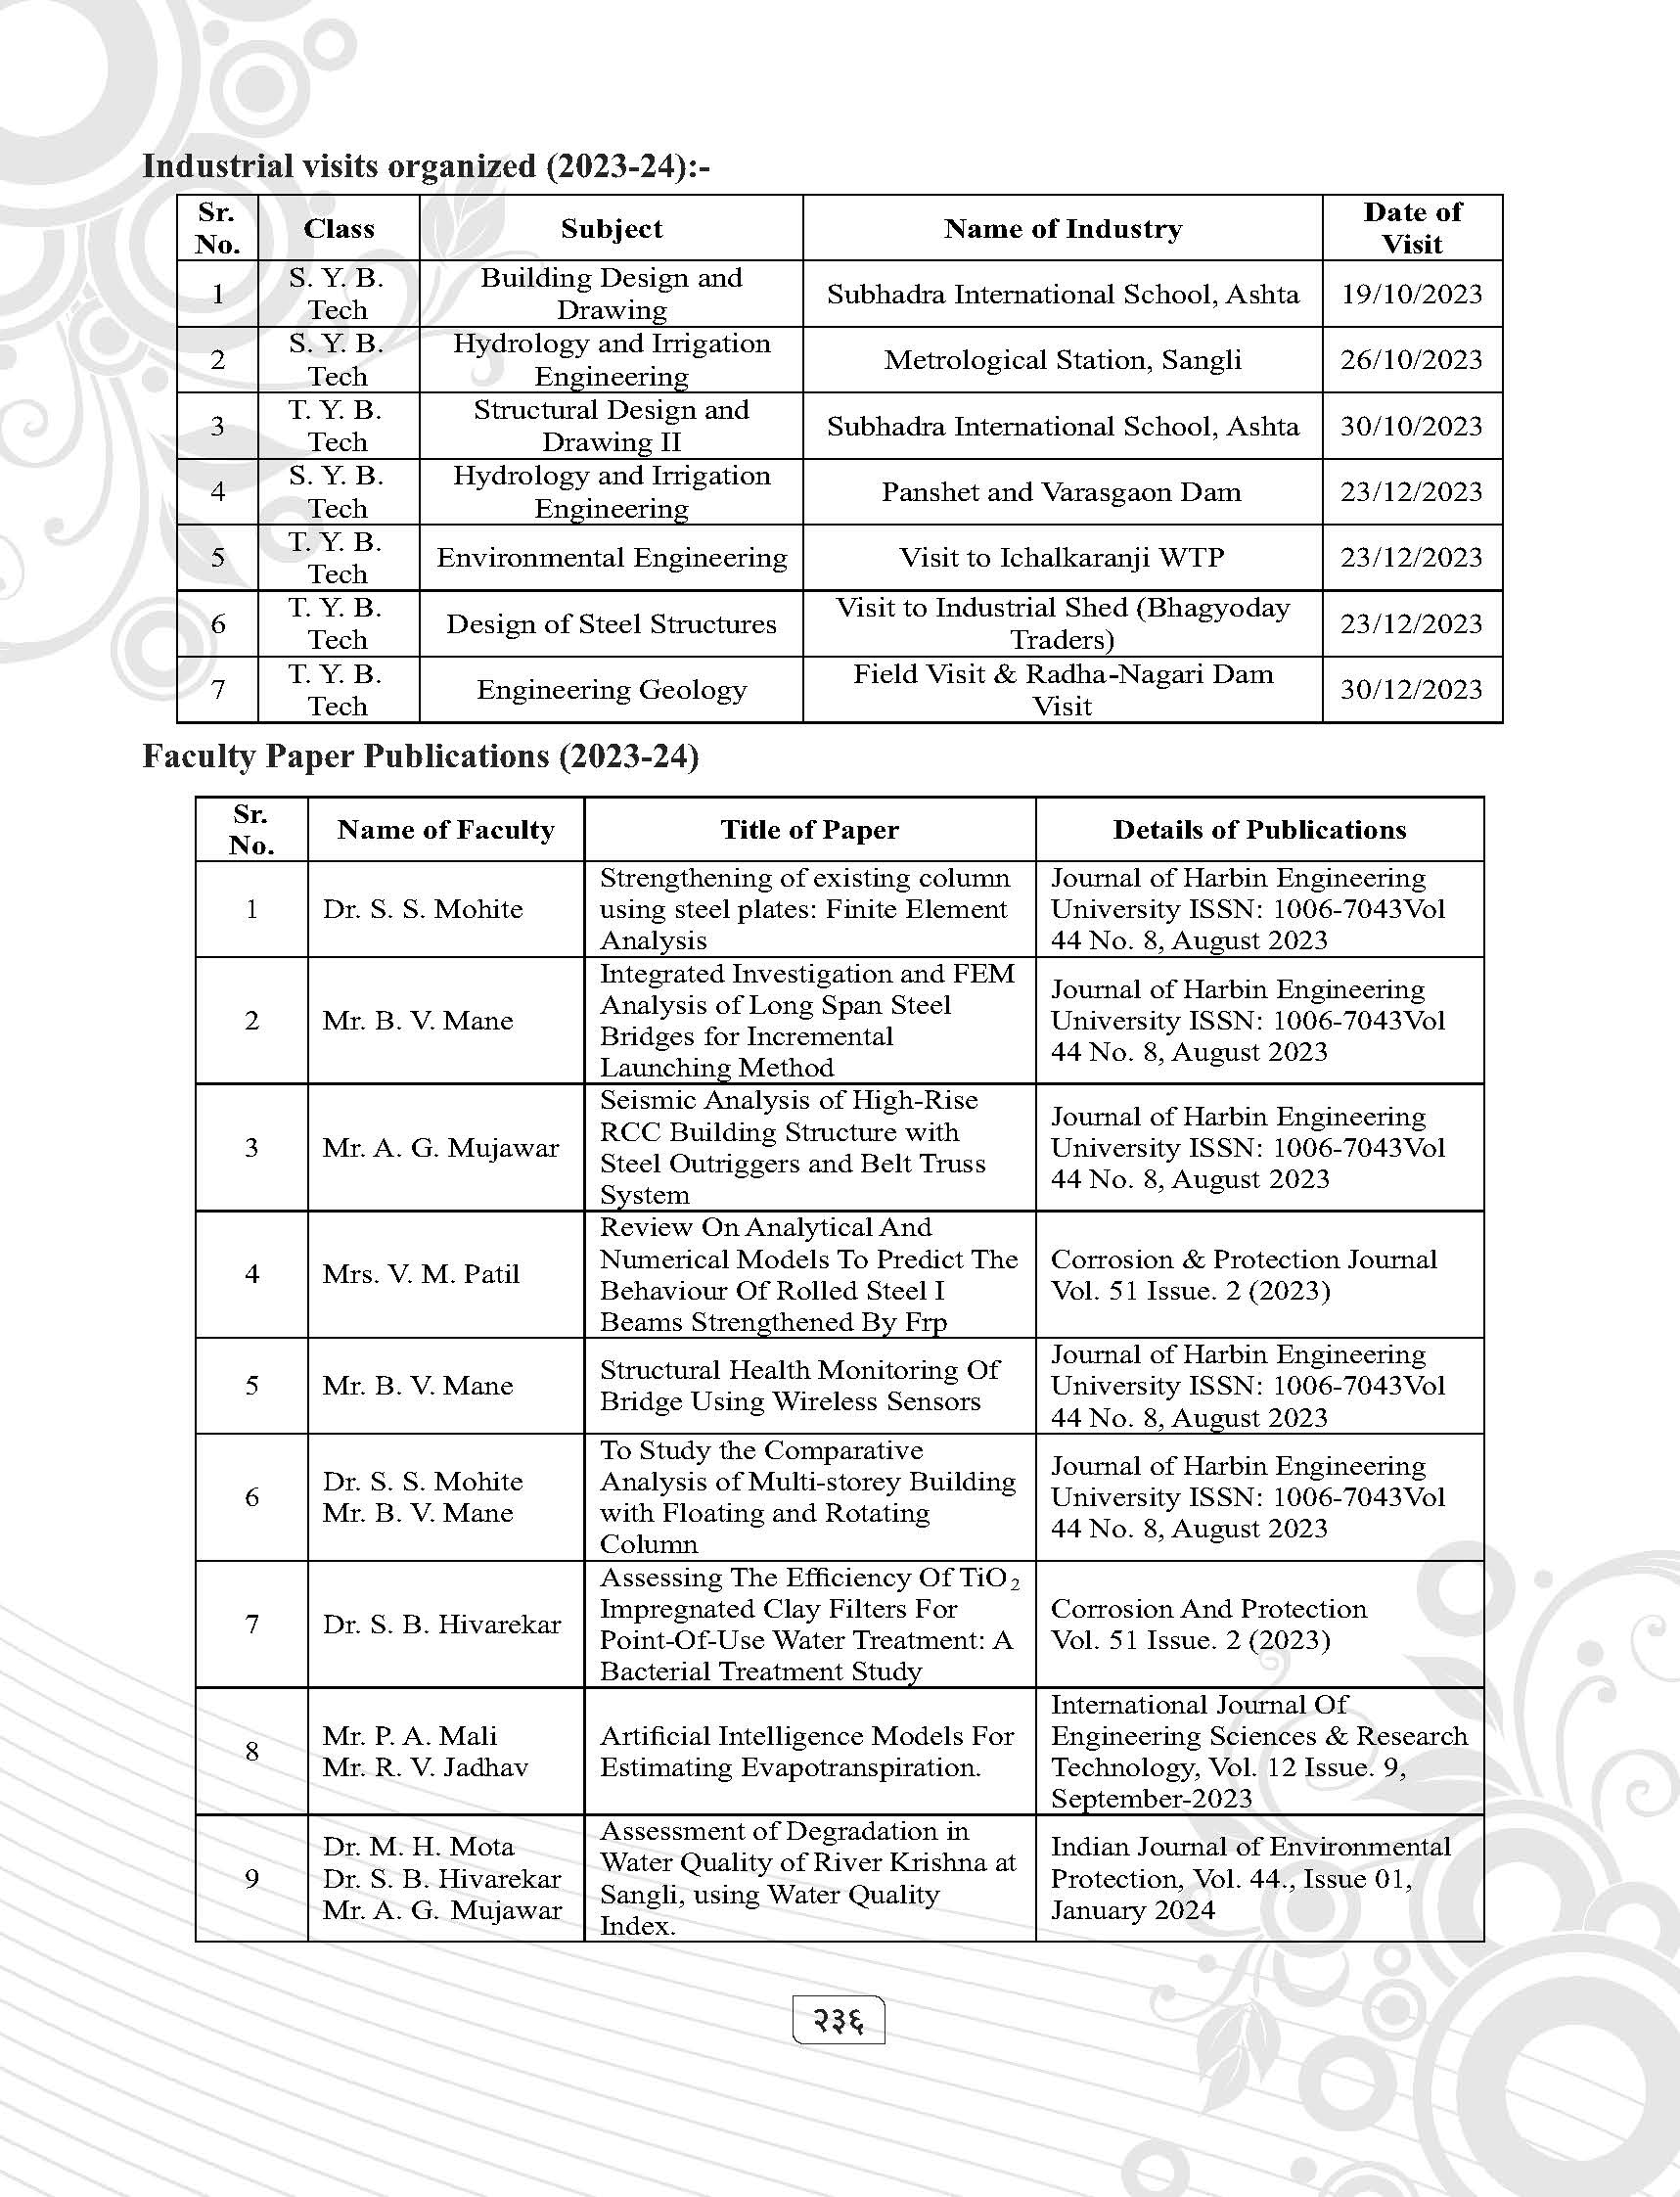 Industrial visits organized (2023-24):-
Sr.
No.
Class
Subject
Name of Industry
Date of
Visit
1
S. Y. B.
Tech
Building Design and
Drawing
Subhadra International School, Ashta
19/10/2023
2
S. Y. B.
Tech
Hydrology and Irrigation
Engineering
Metrological Station, Sangli
26/10/2023
3
T. Y. B.
Tech
Structural Design and
Drawing II
Subhadra International School, Ashta
30/10/2023
4
S. Y. B.
Tech
Hydrology and Irrigation
Engineering
Panshet and Varasgaon Dam
23/12/2023
5
T. Y. B.
Tech
Environmental Engineering
Visit to Ichalkaranji WTP
23/12/2023
6
T. Y. B.
Tech
Design of Steel Structures
Visit to Industrial Shed (Bhagyoday
Traders)
23/12/2023
7
T. Y. B.
Tech
Engineering Geology
Field Visit & Radha-Nagari Dam
Visit
30/12/2023
Faculty Paper Publications (2023-24)
Sr.
No.
Name of Faculty
Title of Paper
Details of Publications
1
Dr. S. S. Mohite
Strengthening of existing column
using steel plates: Finite Element
Analysis
Journal of Harbin Engineering
University ISSN: 1006-7043Vol
44 No. 8, August 2023
2
Mr. B. V. Mane
Integrated Investigation and FEM
Analysis of Long Span Steel
Bridges for Incremental
Launching Method
Journal of Harbin Engineering
University ISSN: 1006-7043Vol
44 No. 8, August 2023
3
Mr. A. G. Mujawar
Seismic Analysis of High-Rise
RCC Building Structure with
Steel Outriggers and Belt Truss
System
Journal of Harbin Engineering
University ISSN: 1006-7043Vol
44 No. 8, August 2023
4
Mrs. V. M. Patil
Review On Analytical And
Numerical Models To Predict The
Behaviour Of Rolled Steel I
Beams Strengthened By Frp
Corrosion & Protection Journal
Vol. 51 Issue. 2 (2023)
5
Mr. B. V. Mane
Structural Health Monitoring Of
Bridge Using Wireless Sensors
Journal of Harbin Engineering
University ISSN: 1006-7043Vol
44 No. 8, August 2023
6
Dr. S. S. Mohite
Mr. B. V. Mane
To Study the Comparative
Analysis of Multi-storey Building
with Floating and Rotating
Column
Journal of Harbin Engineering
University ISSN: 1006-7043Vol
44 No. 8, August 2023
7
Dr. S. B. Hivarekar
Assessing The Efficiency Of TiO₂
Impregnated Clay Filters For
Point-Of-Use Water Treatment: A
Bacterial Treatment Study
Corrosion And Protection
Vol. 51 Issue. 2 (2023)
8
Mr. P. A. Mali
Mr. R. V. Jadhav
Artificial Intelligence Models For
Estimating Evapotranspiration.
International Journal Of
Engineering Sciences & Research
Technology, Vol. 12 Issue. 9,
September-2023
9
Dr. M. H. Mota
Dr. S. B. Hivarekar
Mr. A. G. Mujawar
Assessment of Degradation in
Water Quality of River Krishna at
Sangli, using Water Quality
Index.
Indian Journal of Environmental
Protection, Vol. 44., Issue 01,
January 2024
२३६